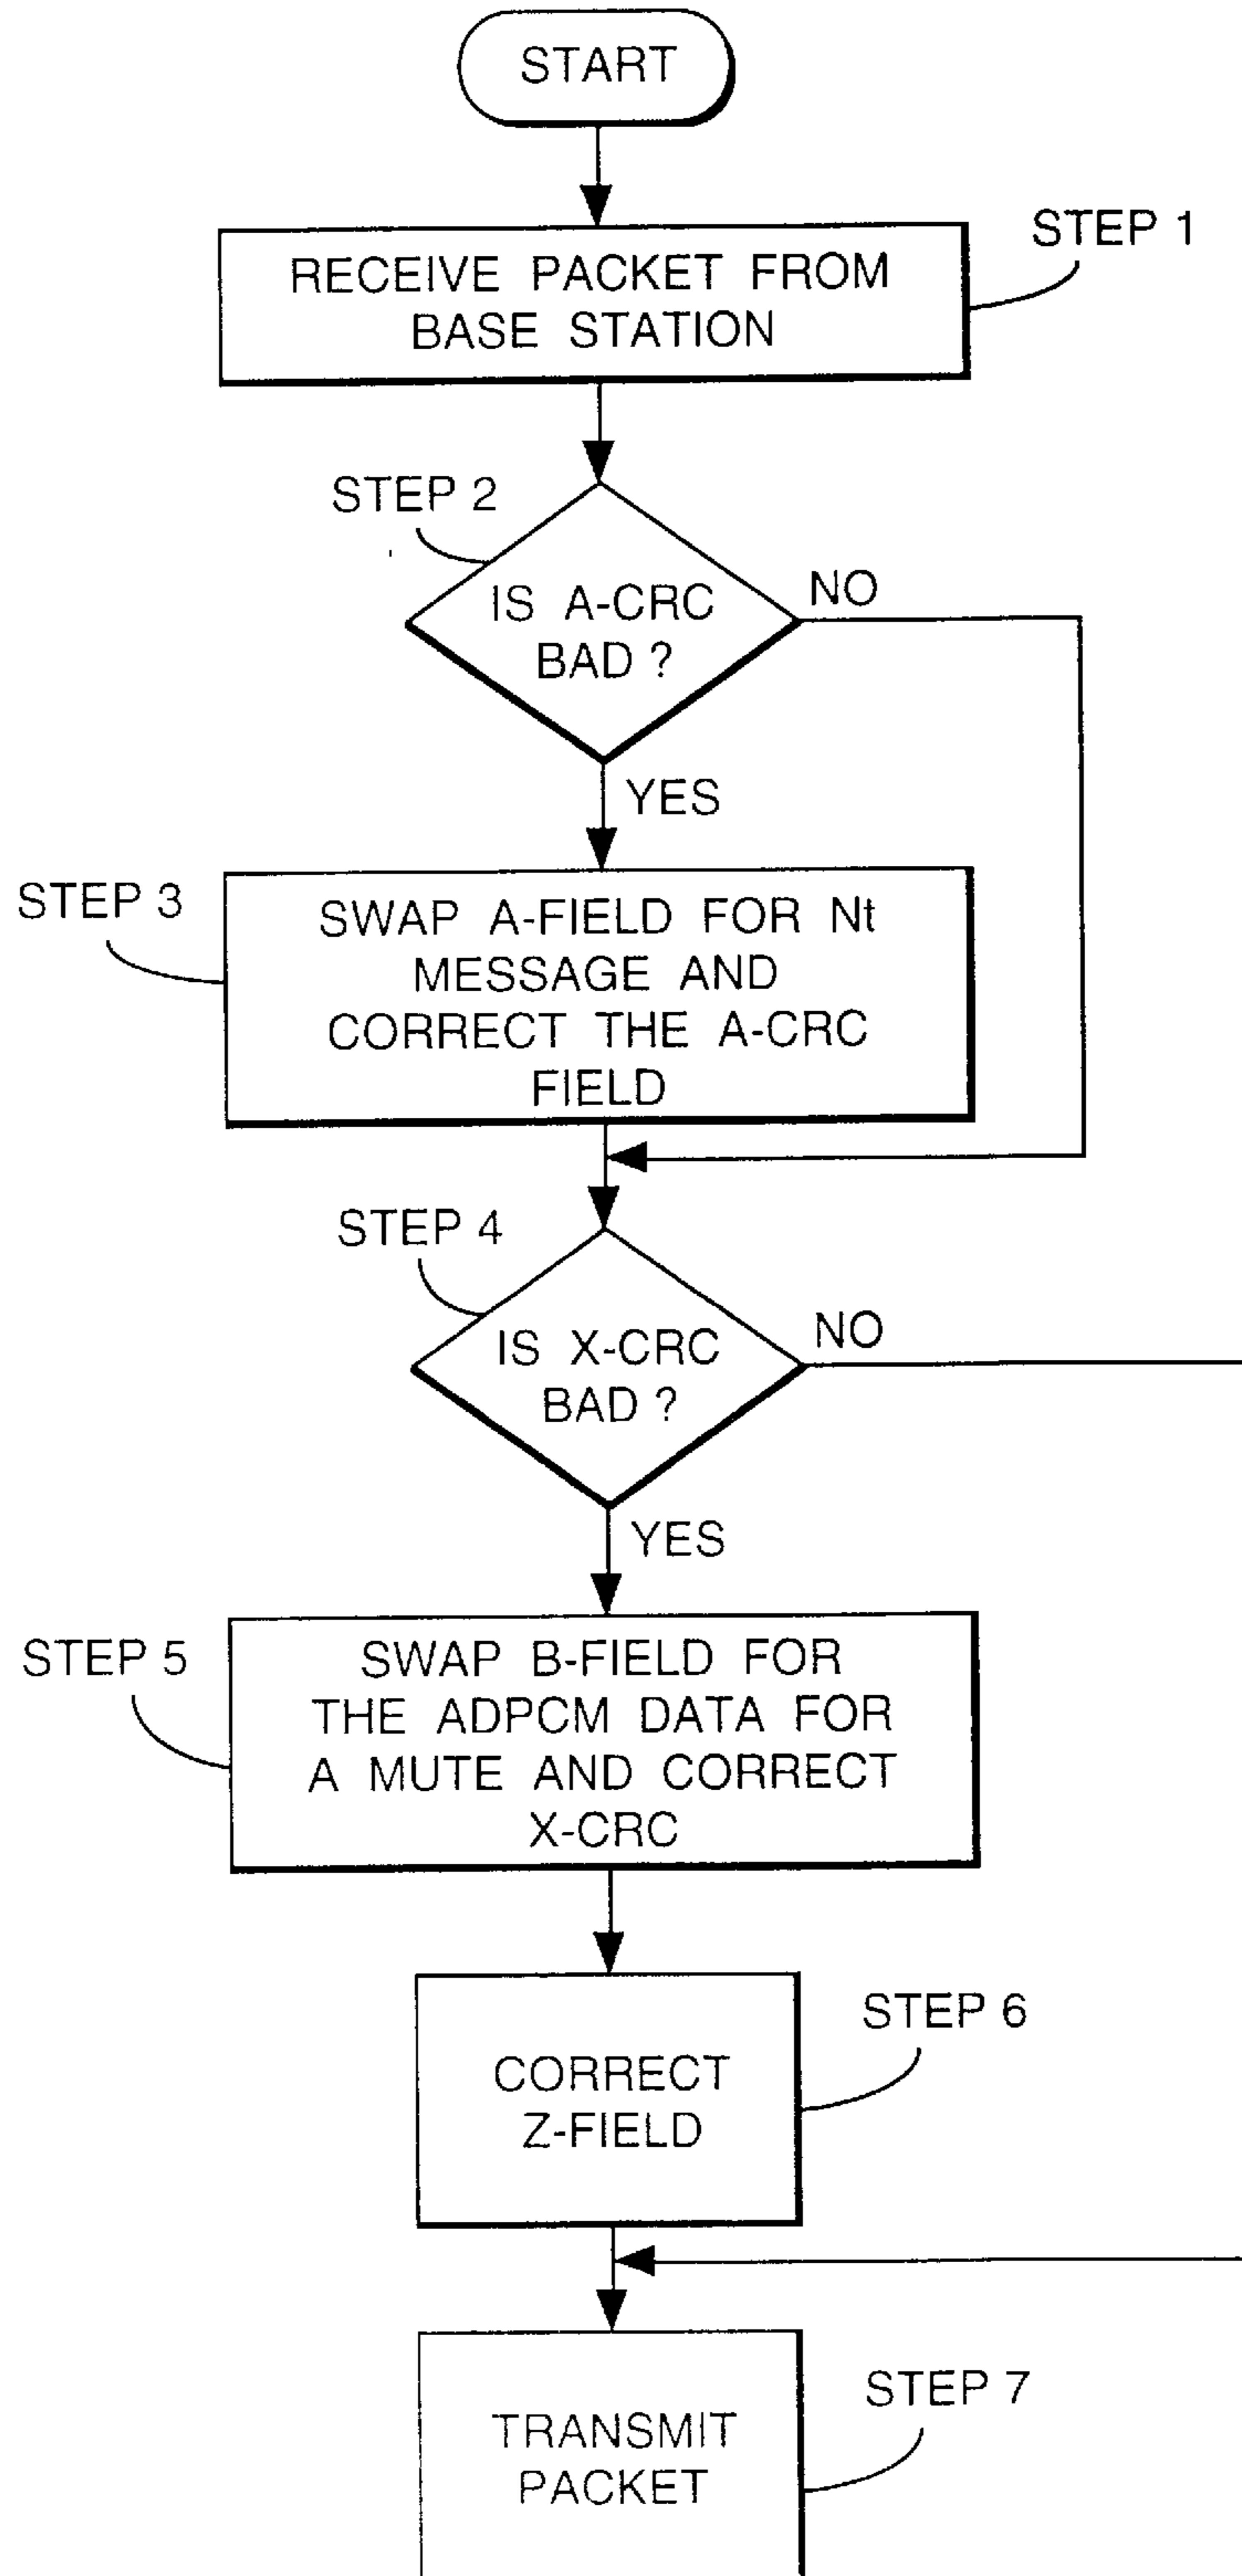 START
STEP 1
RECEIVE PACKET FROM
BASE STATION
STEP 2
IS A-CRC
BAD ?
NO
YES
STEP 3
SWAP A-FIELD FOR Nt
MESSAGE AND
CORRECT THE A-CRC
FIELD
STEP 4
IS X-CRC
BAD ?
NO
YES
STEP 5
SWAP B-FIELD FOR
THE ADPCM DATA FOR
A MUTE AND CORRECT
X-CRC
STEP 6
CORRECT
Z-FIELD
STEP 7
TRANSMIT
PACKET